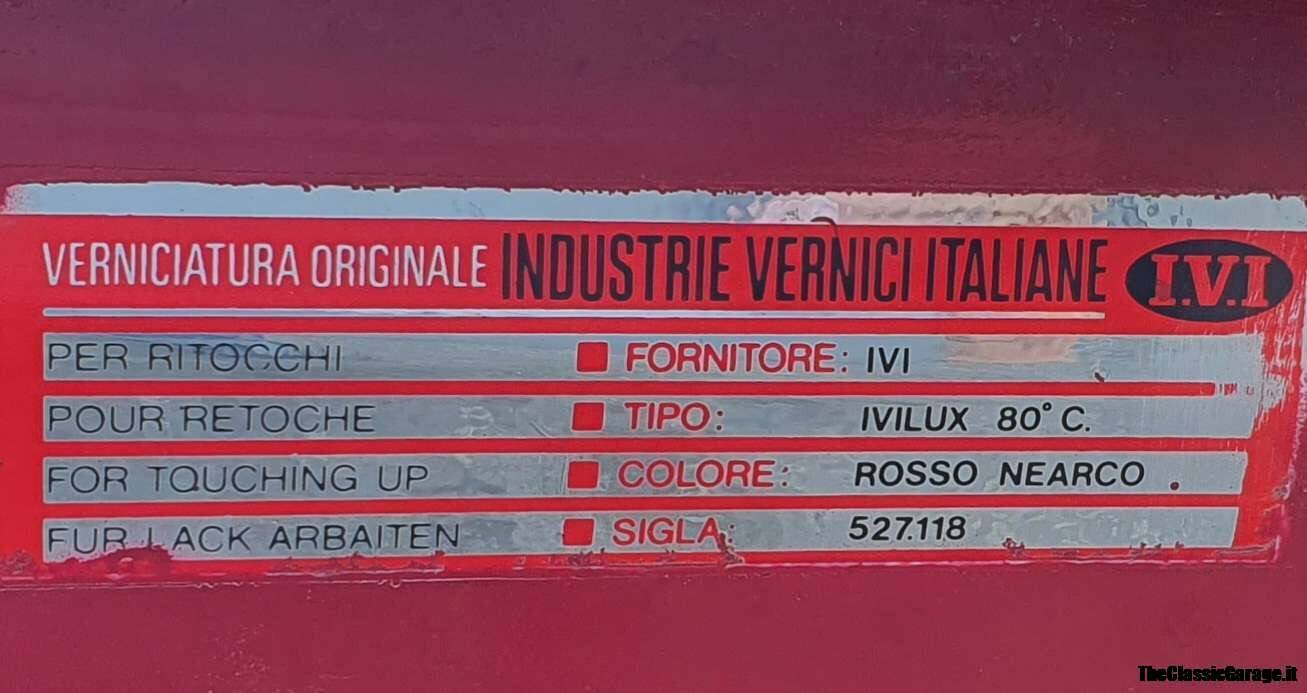 VERNICIATURA ORIGINALE INDUSTRIE VERNICI ITALIANE I.V.I
PER RITOCCHI FORNITORE: IVI
POUR RETOCHE TIPO: IVILUX 80° C.
FOR TOUCHING UP COLORE: ROSSO NEARCO
FUR LACK ARBAITEN SIGLA: 527.118
TheClassicGarage.it